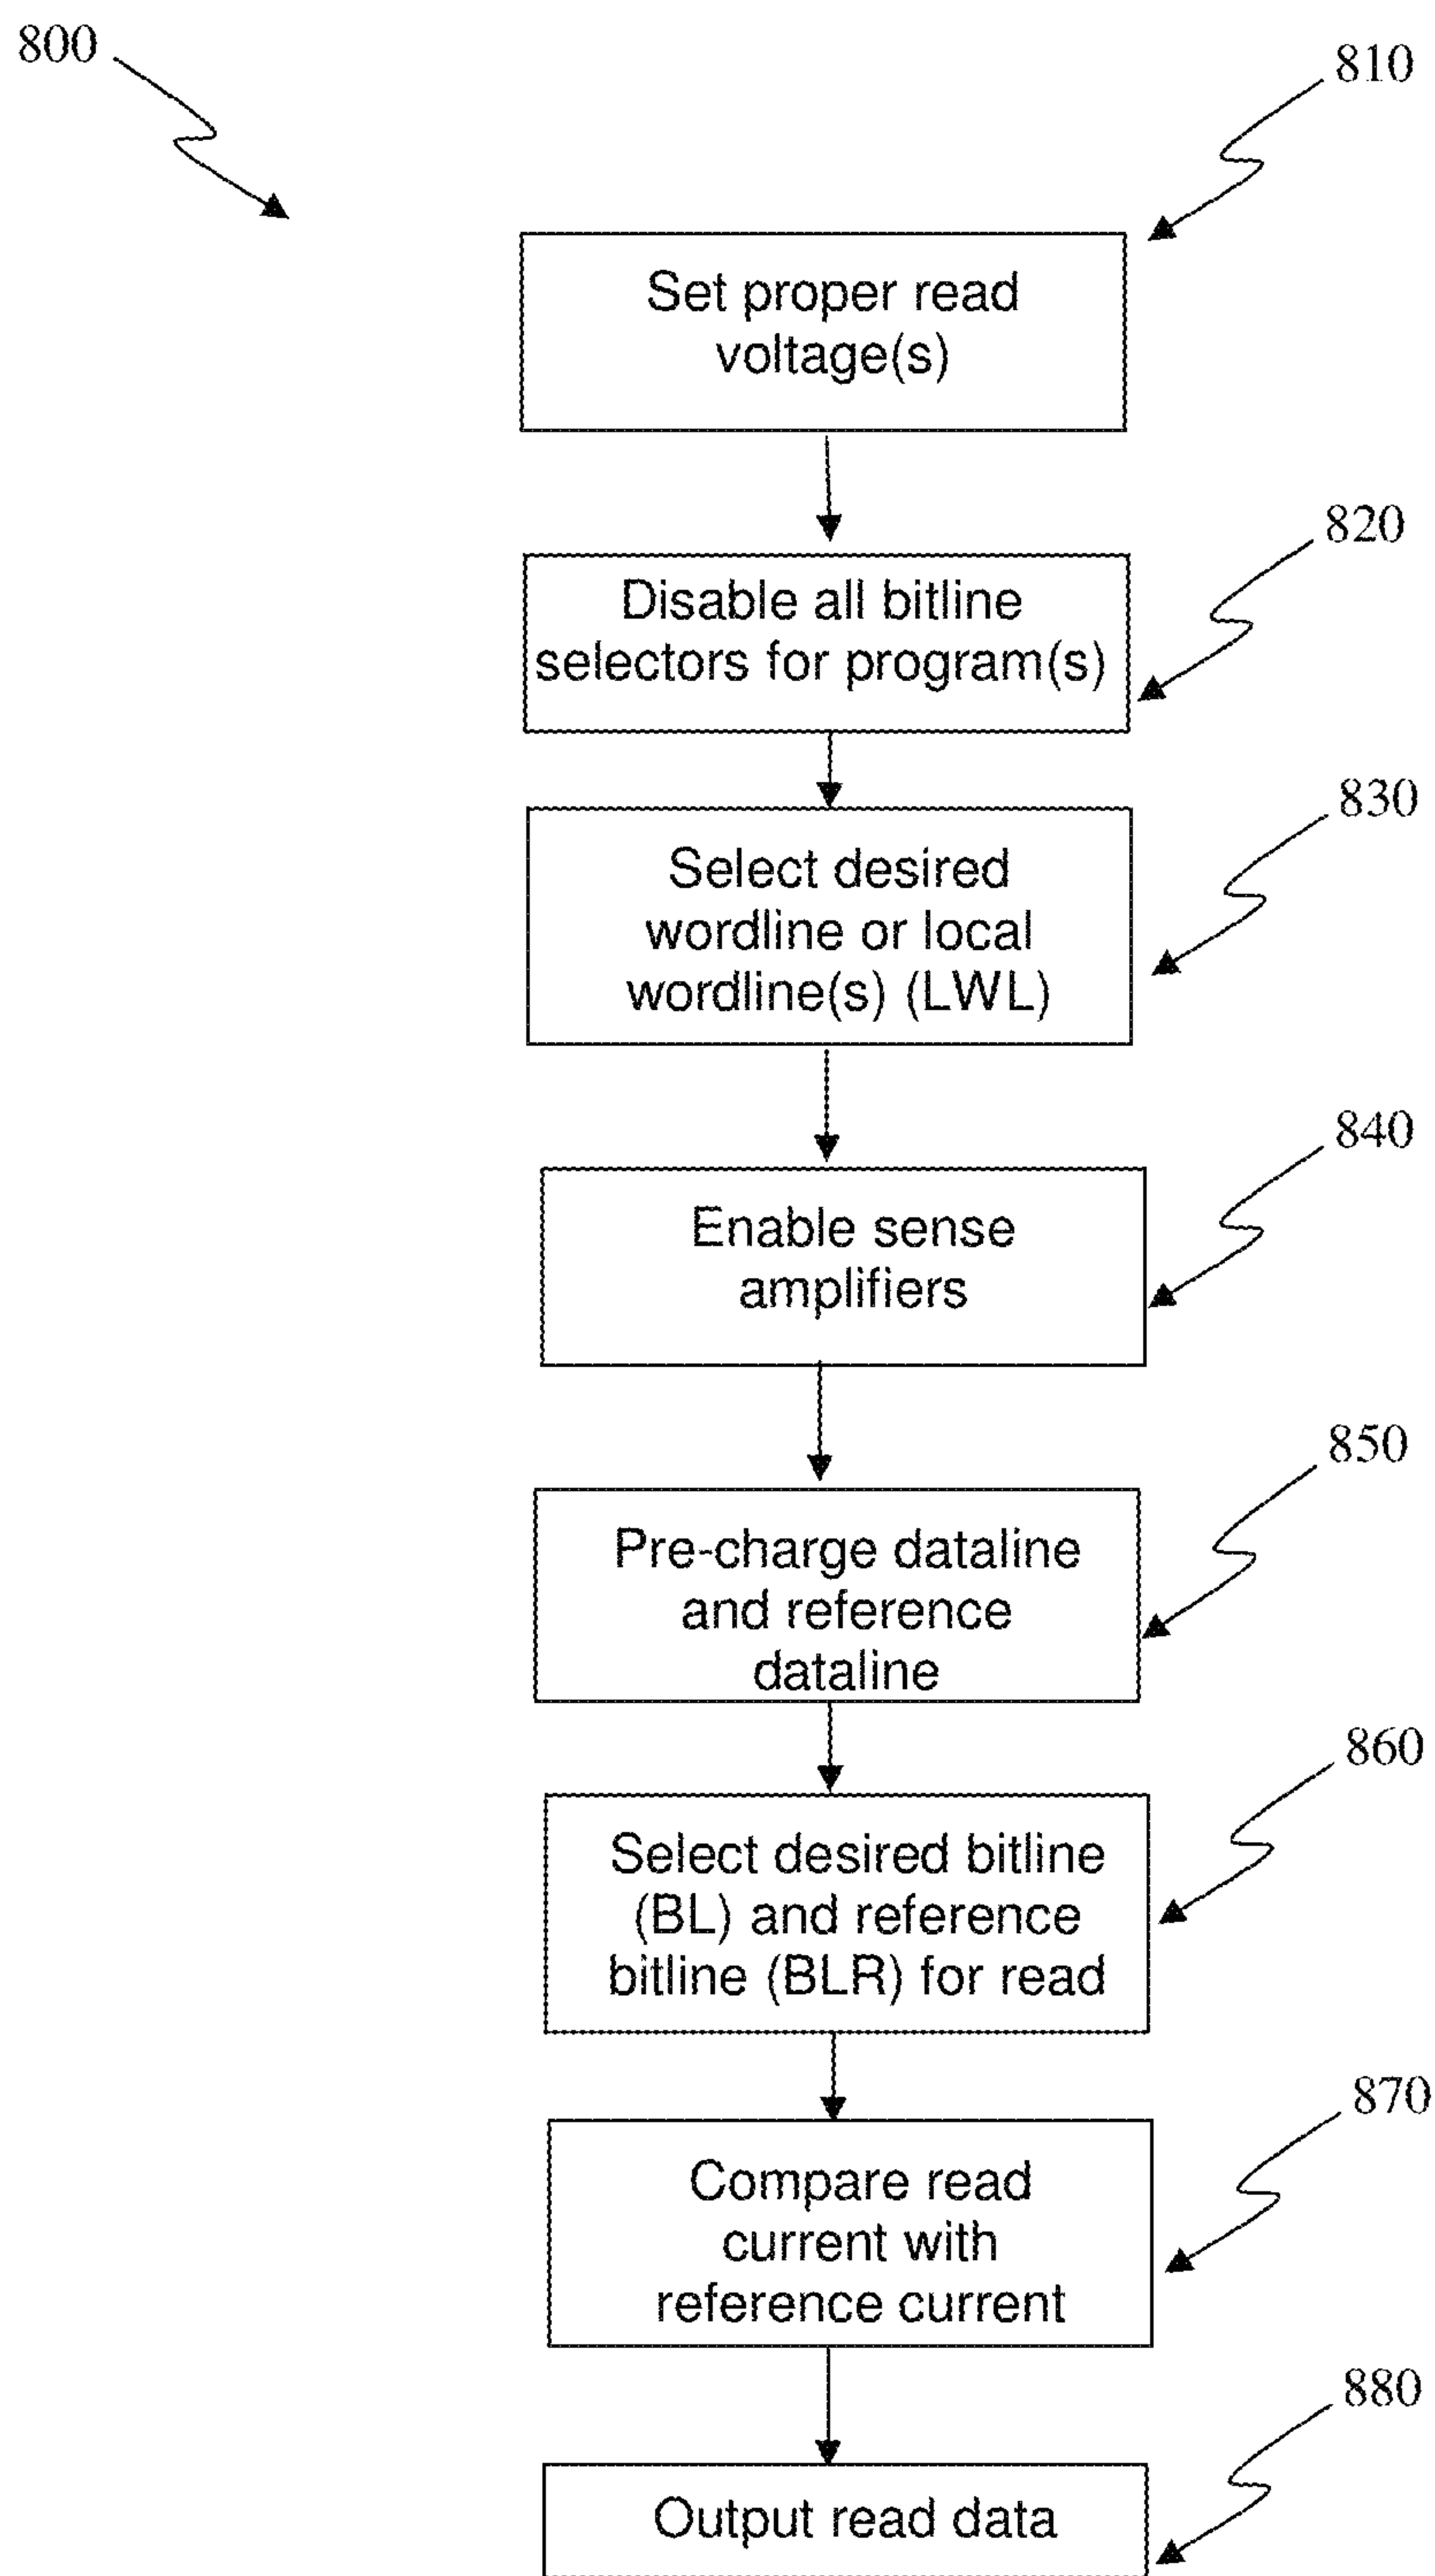 800
810
Set proper read
voltage(s)
820
Disable all bitline
selectors for program(s)
830
Select desired
wordline or local
wordline(s) (LWL)
840
Enable sense
amplifiers
850
Pre-charge dataline
and reference
dataline
860
Select desired bitline
(BL) and reference
bitline (BLR) for read
870
Compare read
current with
reference current
880
Output read data